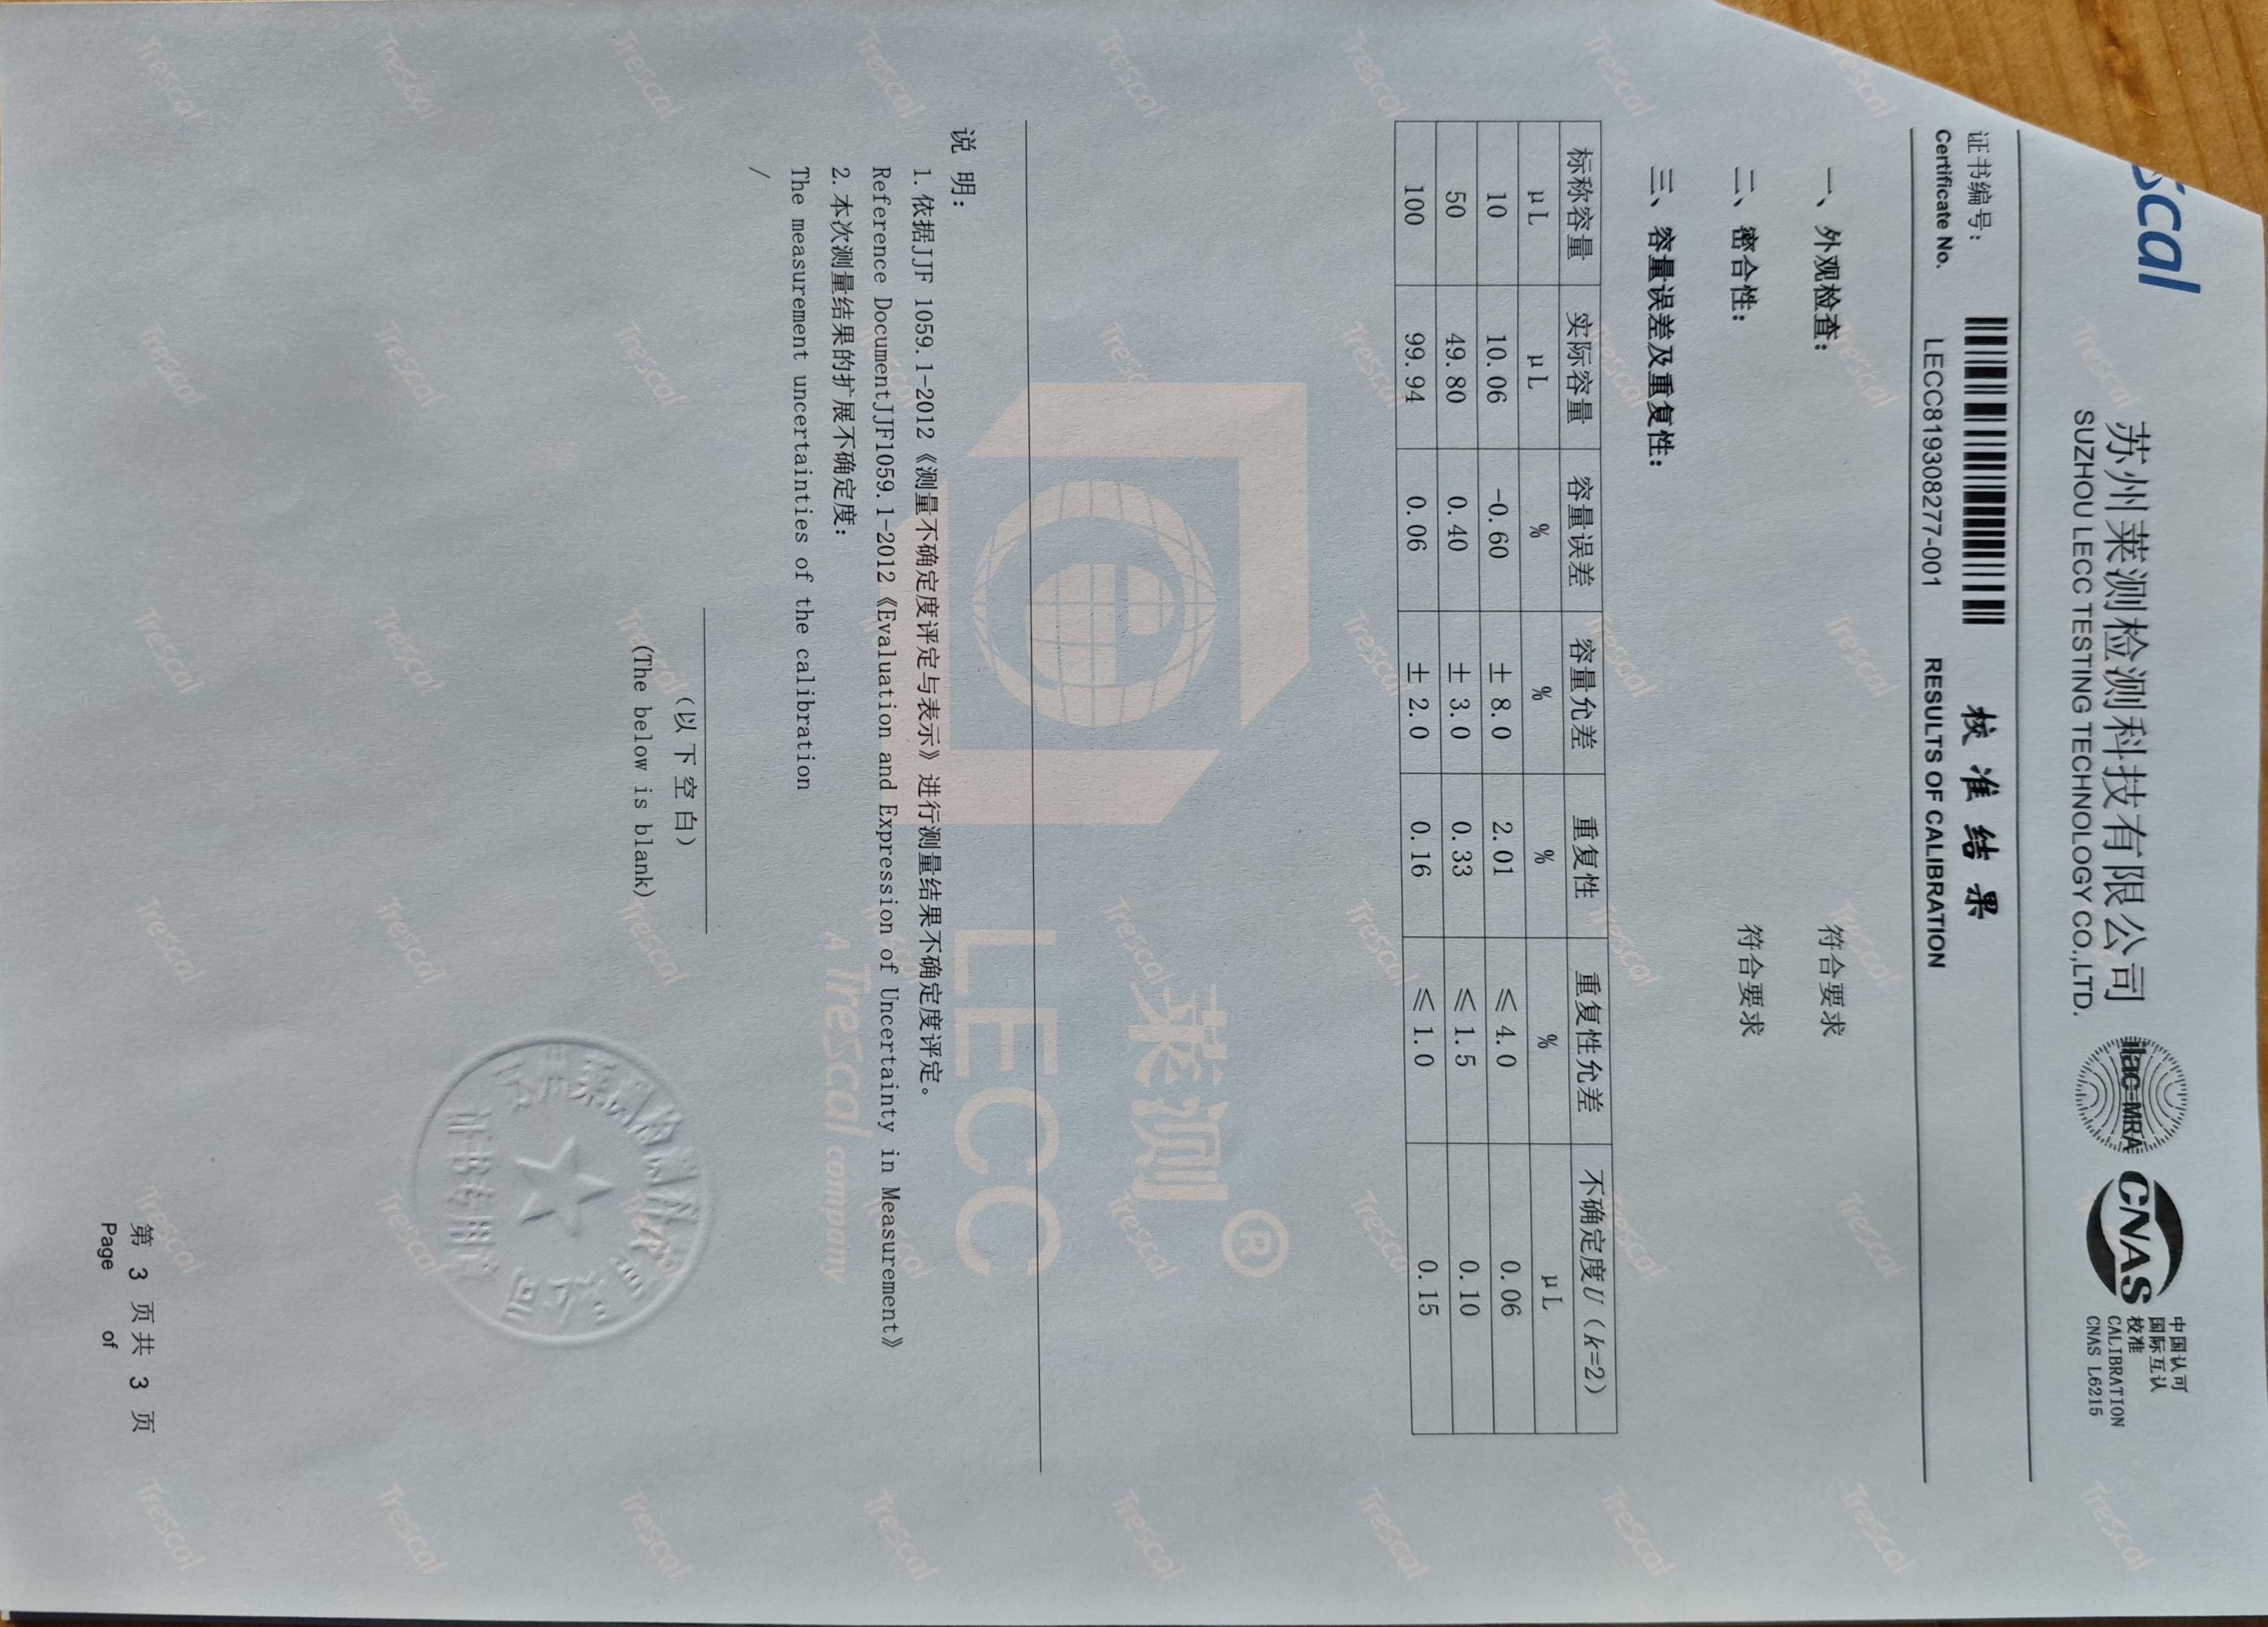 scal
苏州莱测检测科技有限公司
SUZHOU LECC TESTING TECHNOLOGY CO.,LTD.
ilac-MRA
CNAS
中国认可
国际互认
校准
CALIBRATION
CNAS L6215
证书编号:
校 准 结 果
Certificate No. LECC819308277-001 RESULTS OF CALIBRATION
一、外观检查: 符合要求
二、密合性: 符合要求
三、容量误差及重复性:
标称容量 实际容量 容量误差 容量允差 重复性 重复性允差 不确定度U (k=2)
μL μL % % % % μL
10 10.06 -0.60 ±8.0 2.01 ≤4.0 0.06
50 49.80 0.40 ±3.0 0.33 ≤1.5 0.10
100 99.94 0.06 ±2.0 0.16 ≤1.0 0.15
莱测®
LECC
A Trescal company
说 明:
1. 依据JJF 1059.1-2012《测量不确定度评定与表示》进行测量结果不确定度评定。
Reference DocumentJJF1059.1-2012《Evaluation and Expression of Uncertainty in Measurement》
2. 本次测量结果的扩展不确定度:
The measurement uncertainties of the calibration
/
(以 下 空 白)
(The below is blank)
证书专用章
第 3 页 共 3 页
Page of
Trescal